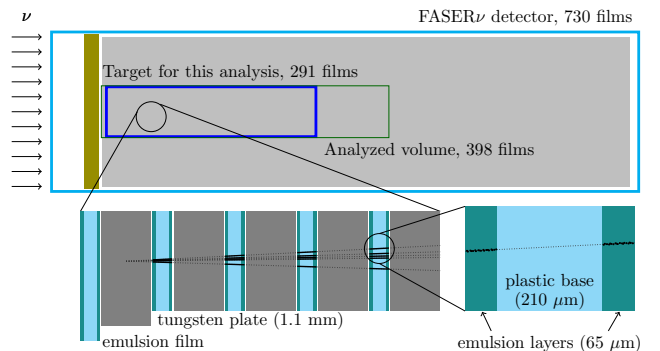 ν
FASERν detector, 730 films
Target for this analysis, 291 films
Analyzed volume, 398 films
plastic base
(210 μm)
tungsten plate (1.1 mm)
emulsion film
emulsion layers (65 μm)